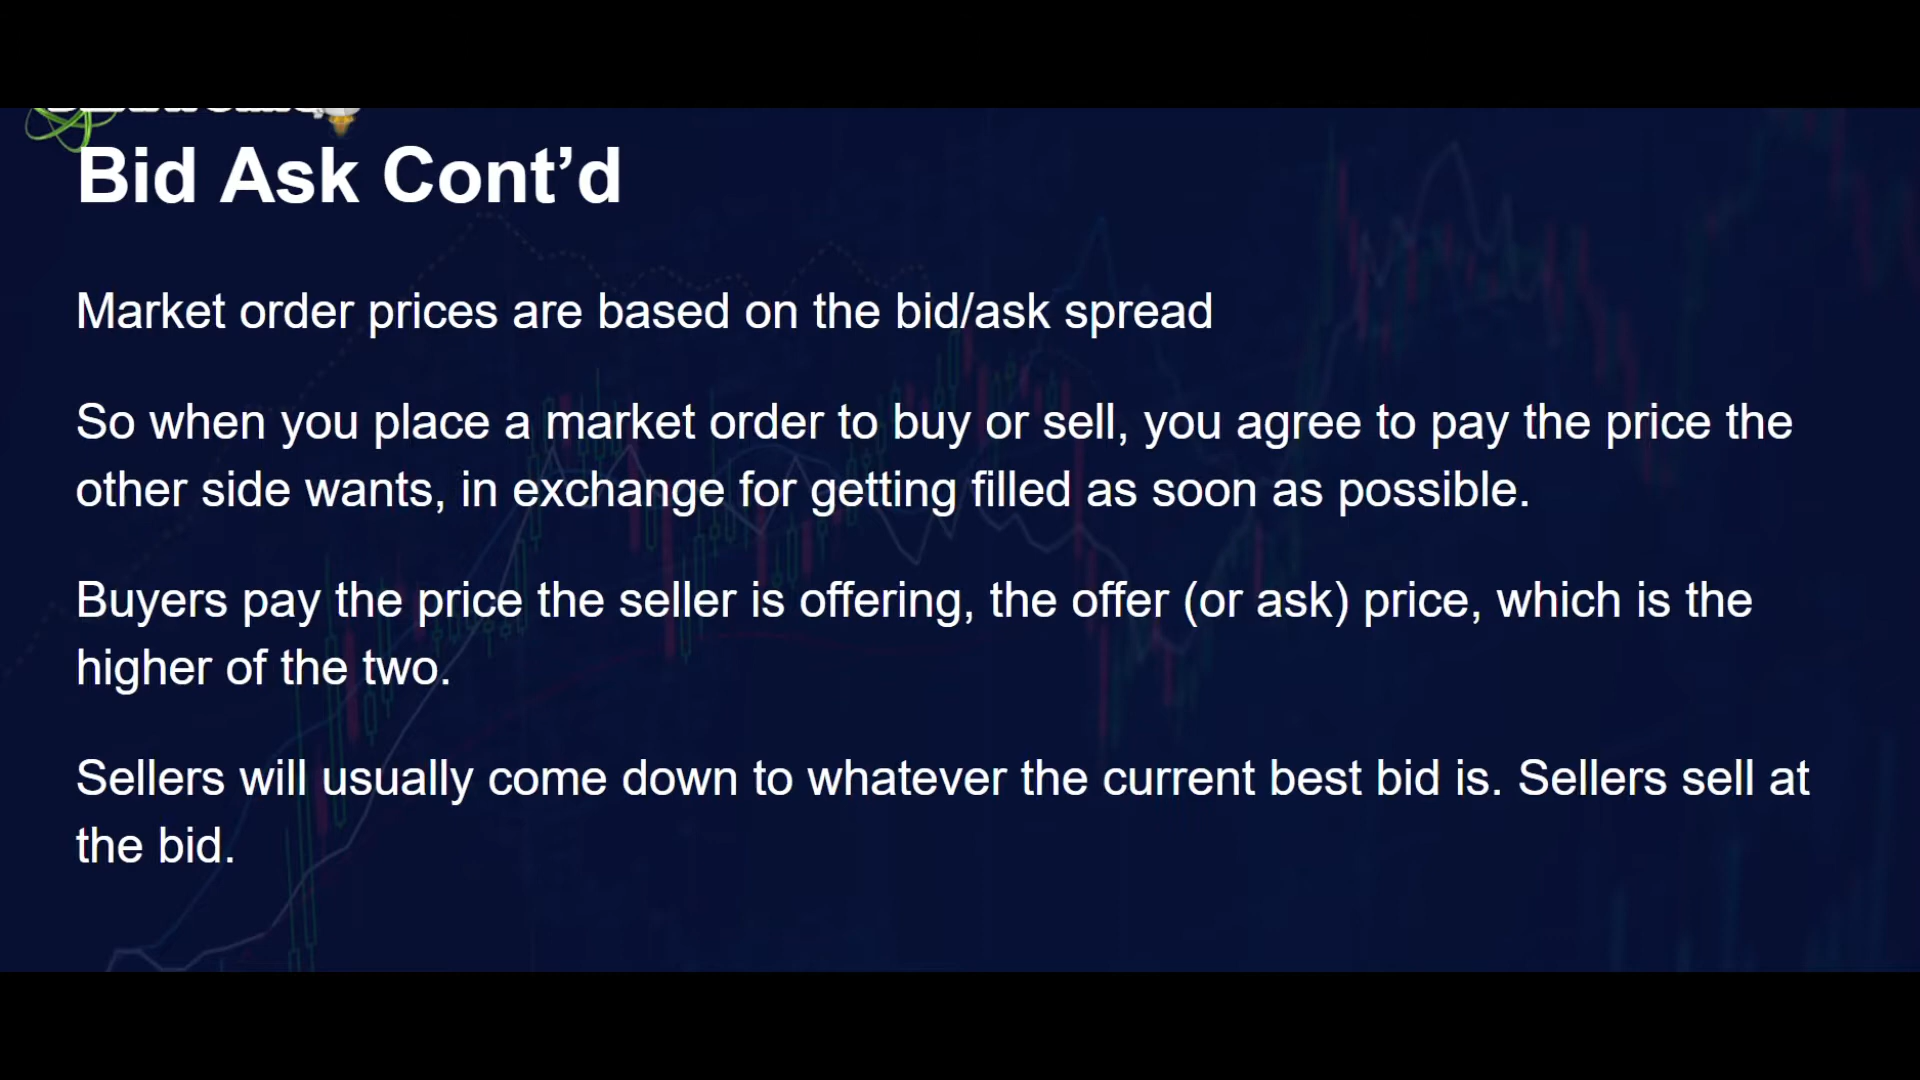 Bid Ask Cont’d
Market order prices are based on the bid/ask spread
So when you place a market order to buy or sell, you agree to pay the price the
other side wants, in exchange for getting filled as soon as possible.
Buyers pay the price the seller is offering, the offer (or ask) price, which is the
higher of the two.
Sellers will usually come down to whatever the current best bid is. Sellers sell at
the bid.